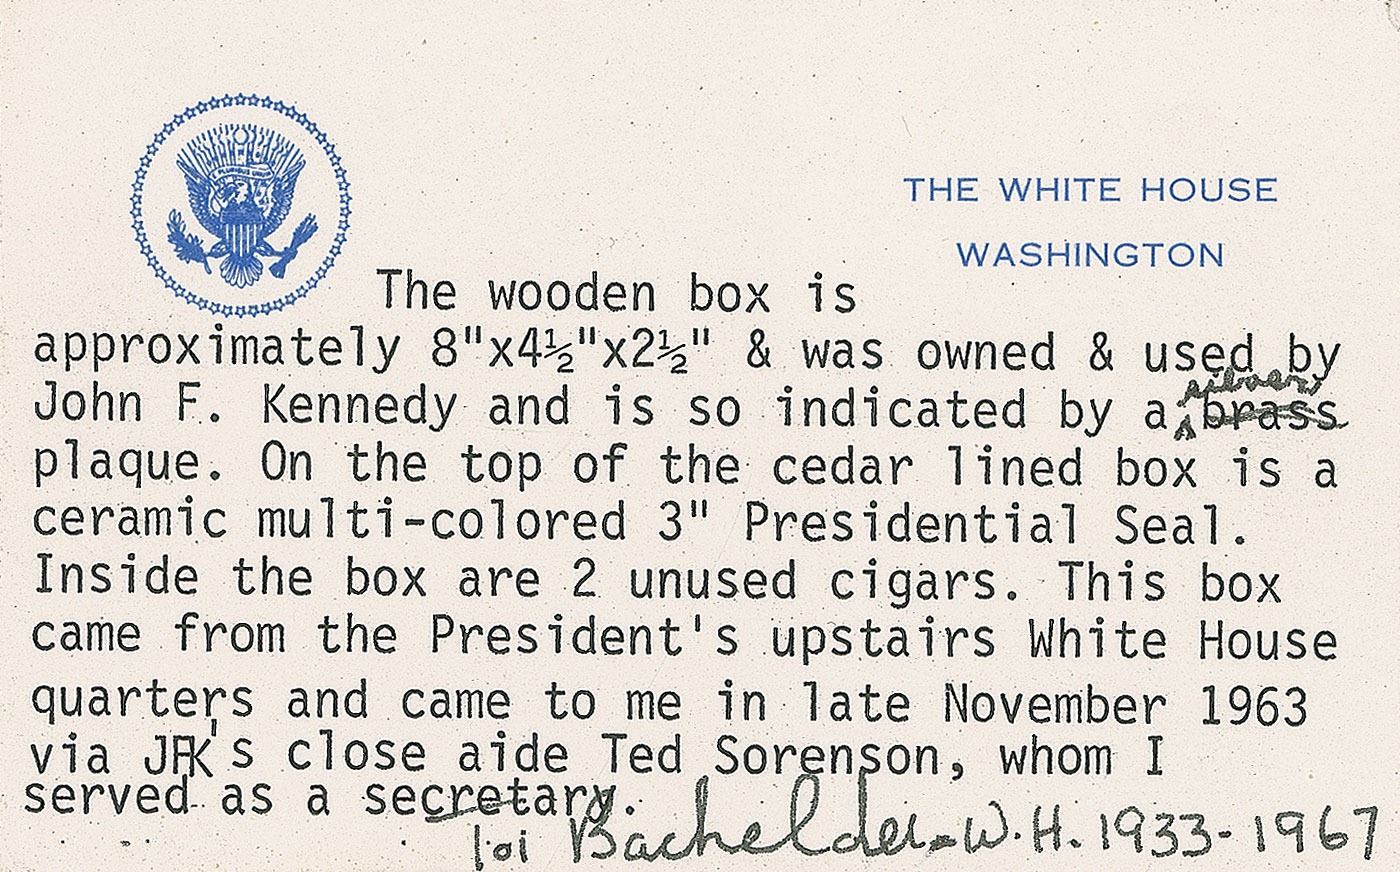 PLURIBUS UNUM
THE WHITE HOUSE
WASHINGTON
The wooden box is
approximately 8"x4½"x2½" & was owned & used by
silver
John F. Kennedy and is so indicated by a brass
plaque. On the top of the cedar lined box is a
ceramic multi-colored 3" Presidential Seal.
Inside the box are 2 unused cigars. This box
came from the President's upstairs White House
quarters and came to me in late November 1963
via JFK's close aide Ted Sorenson, whom I
served as a secretary.
Toi Bachelder-W.H. 1933-1967